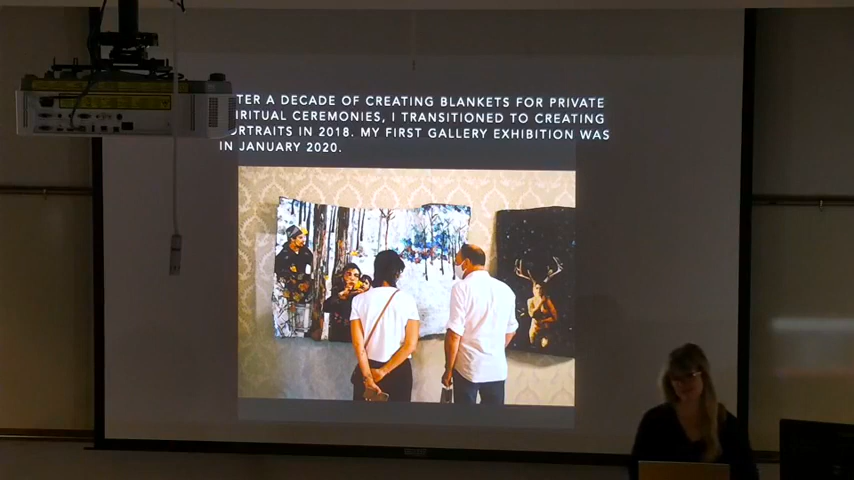 TER A DECADE OF CREATING BLANKETS FOR PRIVATE
IRITUAL CEREMONIES, I TRANSITIONED TO CREATING
ORTRAITS IN 2018. MY FIRST GALLERY EXHIBITION WAS
IN JANUARY 2020.